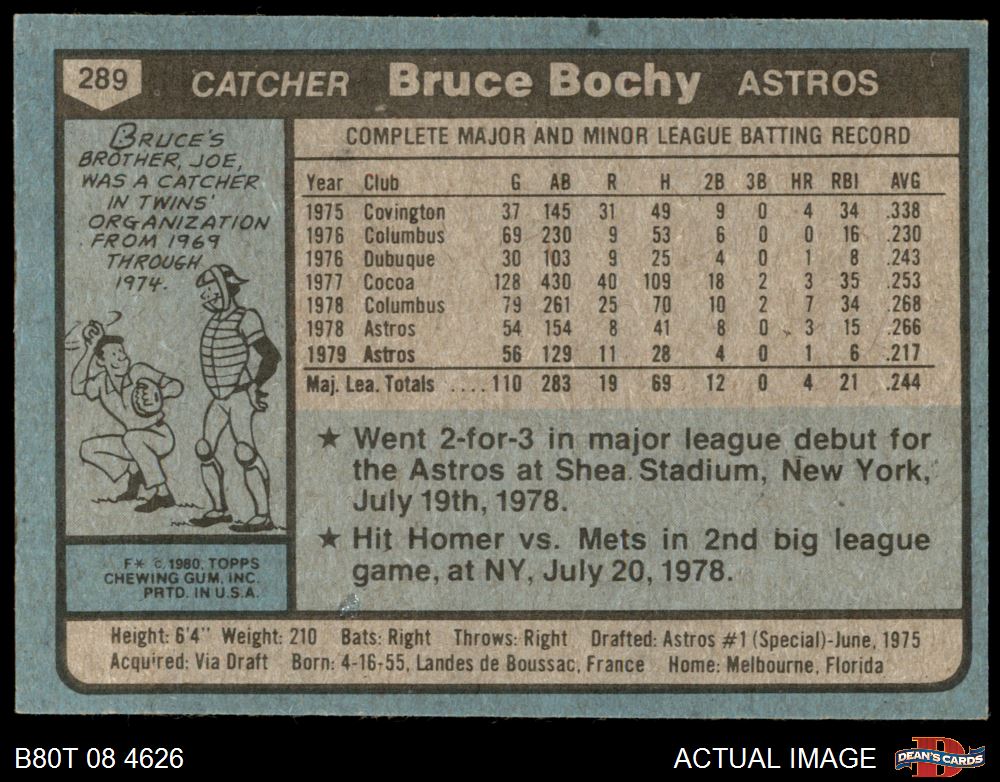 289 CATCHER Bruce Bochy ASTROS
BRUCE'S
BROTHER, JOE,
WAS A CATCHER
IN TWINS'
ORGANIZATION
FROM 1969
THROUGH
1974.
F* © 1980, TOPPS
CHEWING GUM, INC.
PRTD. IN U.S.A.
COMPLETE MAJOR AND MINOR LEAGUE BATTING RECORD
Year Club G AB R H 2B 3B HR RBI AVG
1975 Covington 37 145 31 49 9 0 4 34 .338
1976 Columbus 69 230 9 53 6 0 0 16 .230
1976 Dubuque 30 103 9 25 4 0 1 8 .243
1977 Cocoa 128 430 40 109 18 2 3 35 .253
1978 Columbus 79 261 25 70 10 2 7 34 .268
1978 Astros 54 154 8 41 8 0 3 15 .266
1979 Astros 56 129 11 28 4 0 1 6 .217
Maj. Lea. Totals ....110 283 19 69 12 0 4 21 .244
★ Went 2-for-3 in major league debut for
the Astros at Shea Stadium, New York,
July 19th, 1978.
★ Hit Homer vs. Mets in 2nd big league
game, at NY, July 20, 1978.
Height: 6'4" Weight: 210 Bats: Right Throws: Right Drafted: Astros #1 (Special)-June, 1975
Acquired: Via Draft Born: 4-16-55, Landes de Boussac, France Home: Melbourne, Florida
B80T 08 4626 ACTUAL IMAGE D DEAN'S CARDS